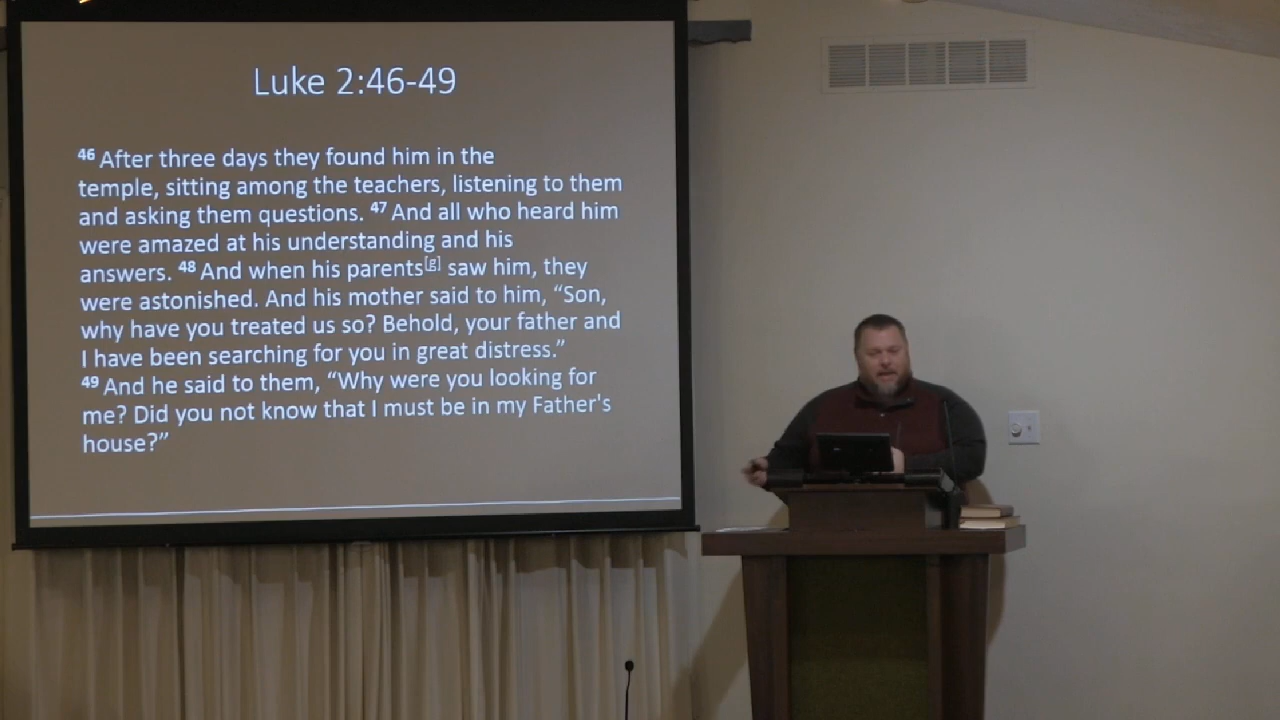 Luke 2:46-49
46 After three days they found him in the
temple, sitting among the teachers, listening to them
and asking them questions. 47 And all who heard him
were amazed at his understanding and his
answers. 48 And when his parents[g] saw him, they
were astonished. And his mother said to him, “Son,
why have you treated us so? Behold, your father and
I have been searching for you in great distress.”
49 And he said to them, “Why were you looking for
me? Did you not know that I must be in my Father's
house?”